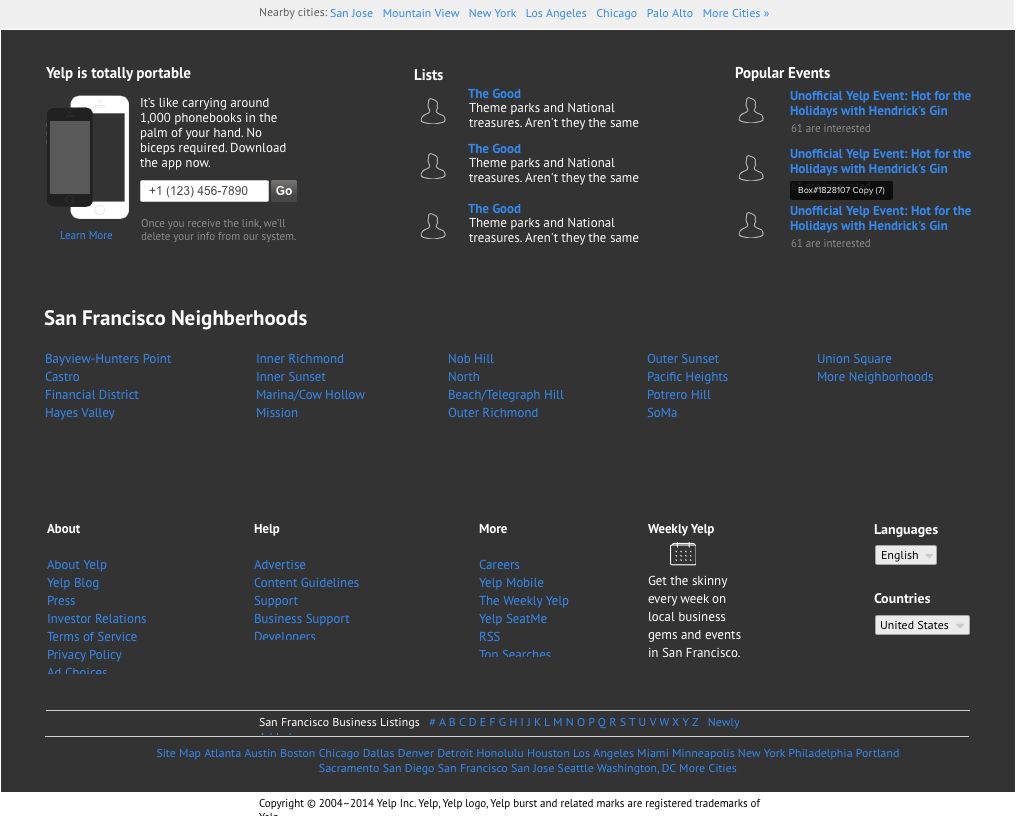 Nearby cities: San Jose Mountain View New York Los Angeles Chicago Palo Alto More Cities »
Yelp is totally portable
It's like carrying around
1,000 phonebooks in the
palm of your hand. No
biceps required. Download
the app now.
+1 (123) 456-7890 Go
Once you receive the link, we'll
delete your info from our system.
Learn More
Lists
The Good
Theme parks and National
treasures. Aren't they the same
The Good
Theme parks and National
treasures. Aren't they the same
The Good
Theme parks and National
treasures. Aren't they the same
Popular Events
Unofficial Yelp Event: Hot for the
Holidays with Hendrick's Gin
61 are interested
Unofficial Yelp Event: Hot for the
Holidays with Hendrick's Gin
Box#1828107 Copy (7)
Unofficial Yelp Event: Hot for the
Holidays with Hendrick's Gin
61 are interested
San Francisco Neighberhoods
Bayview-Hunters Point
Castro
Financial District
Hayes Valley
Inner Richmond
Inner Sunset
Marina/Cow Hollow
Mission
Nob Hill
North
Beach/Telegraph Hill
Outer Richmond
Outer Sunset
Pacific Heights
Potrero Hill
SoMa
Union Square
More Neighborhoods
About
About Yelp
Yelp Blog
Press
Investor Relations
Terms of Service
Privacy Policy
Ad Choices
Help
Advertise
Content Guidelines
Support
Business Support
Developers
More
Careers
Yelp Mobile
The Weekly Yelp
Yelp SeatMe
RSS
Top Searches
Weekly Yelp
Get the skinny
every week on
local business
gems and events
in San Francisco.
Languages
English
Countries
United States
San Francisco Business Listings # A B C D E F G H I J K L M N O P Q R S T U V W X Y Z Newly
Site Map Atlanta Austin Boston Chicago Dallas Denver Detroit Honolulu Houston Los Angeles Miami Minneapolis New York Philadelphia Portland
Sacramento San Diego San Francisco San Jose Seattle Washington, DC More Cities
Copyright © 2004–2014 Yelp Inc. Yelp, Yelp logo, Yelp burst and related marks are registered trademarks of
Yelp